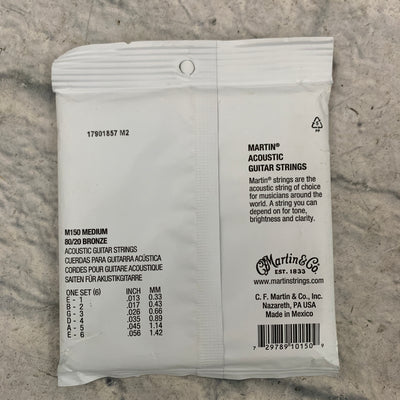 17901857 M2
M150 MEDIUM
80/20 BRONZE
ACOUSTIC GUITAR STRINGS
CUERDAS PARA GUITARRA ACÚSTICA
CORDES POUR GUITARE ACOUSTIQUE
SAITEN FÜR AKUSTIKGITARRE
ONE SET (6) INCH MM
E - 1 .013 0.33
B - 2 .017 0.43
G - 3 .026 0.66
D - 4 .035 0.89
A - 5 .045 1.14
E - 6 .056 1.42
PP
MARTIN®
ACOUSTIC
GUITAR STRINGS
Martin® strings are the
acoustic string of choice
for musicians around the
world. A string you can
depend on for tone,
brightness and clarity.
Martin & Co
EST. 1833
www.martinstrings.com
C. F. Martin & Co., Inc.
Nazareth, PA USA
Made in Mexico
7 29789 10150 9